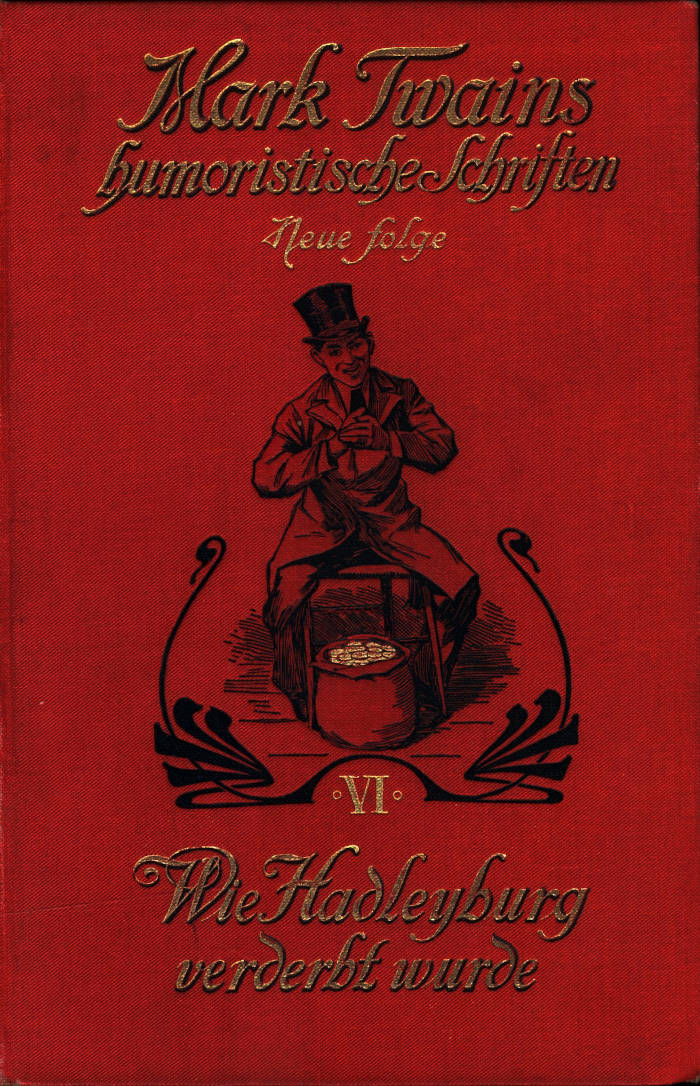 Mark Twains
humoristische Schriften
Neue Folge
VI
Wie Hadleyburg
verderbt wurde